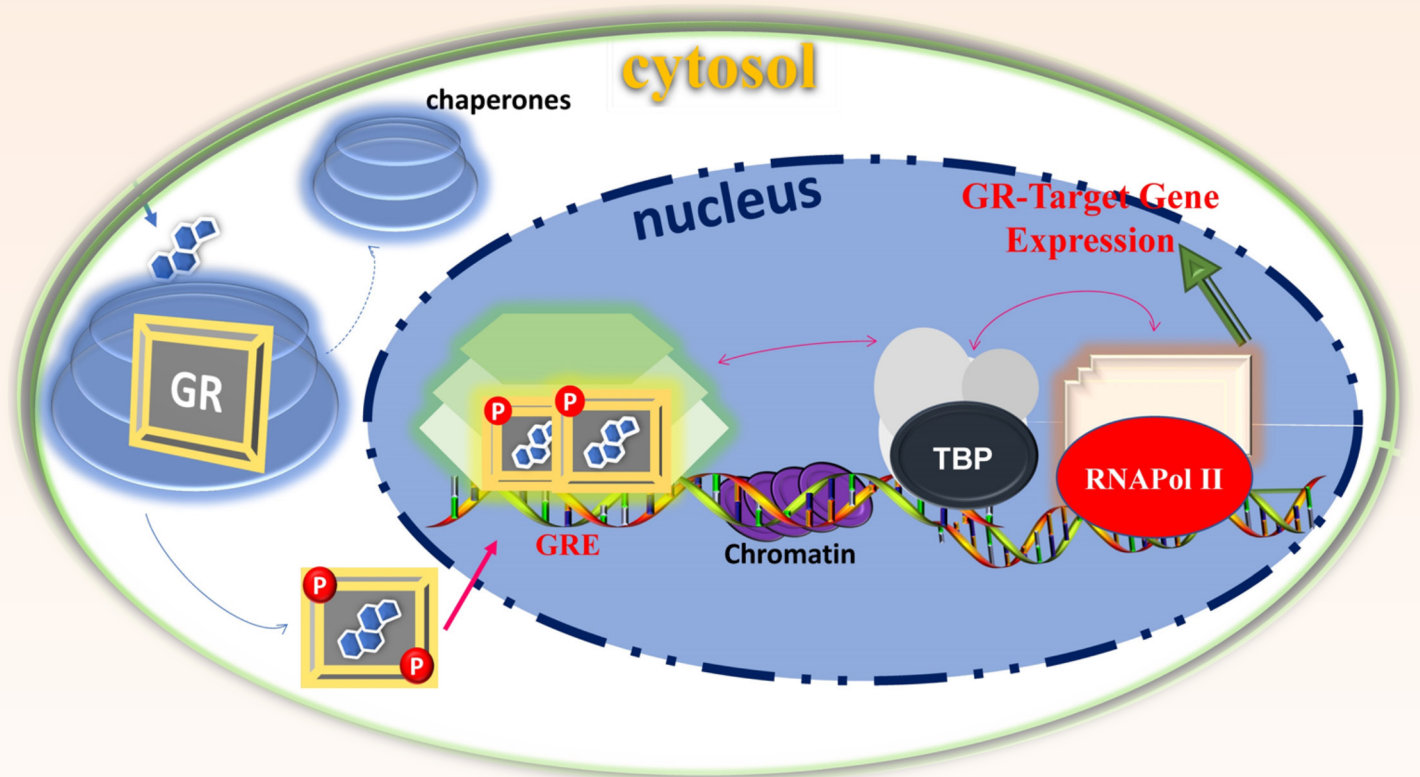 cytosol
chaperones
nucleus
GR-Target Gene
Expression
GR
P
P
TBP
RNAPol II
GRE
Chromatin
P
P